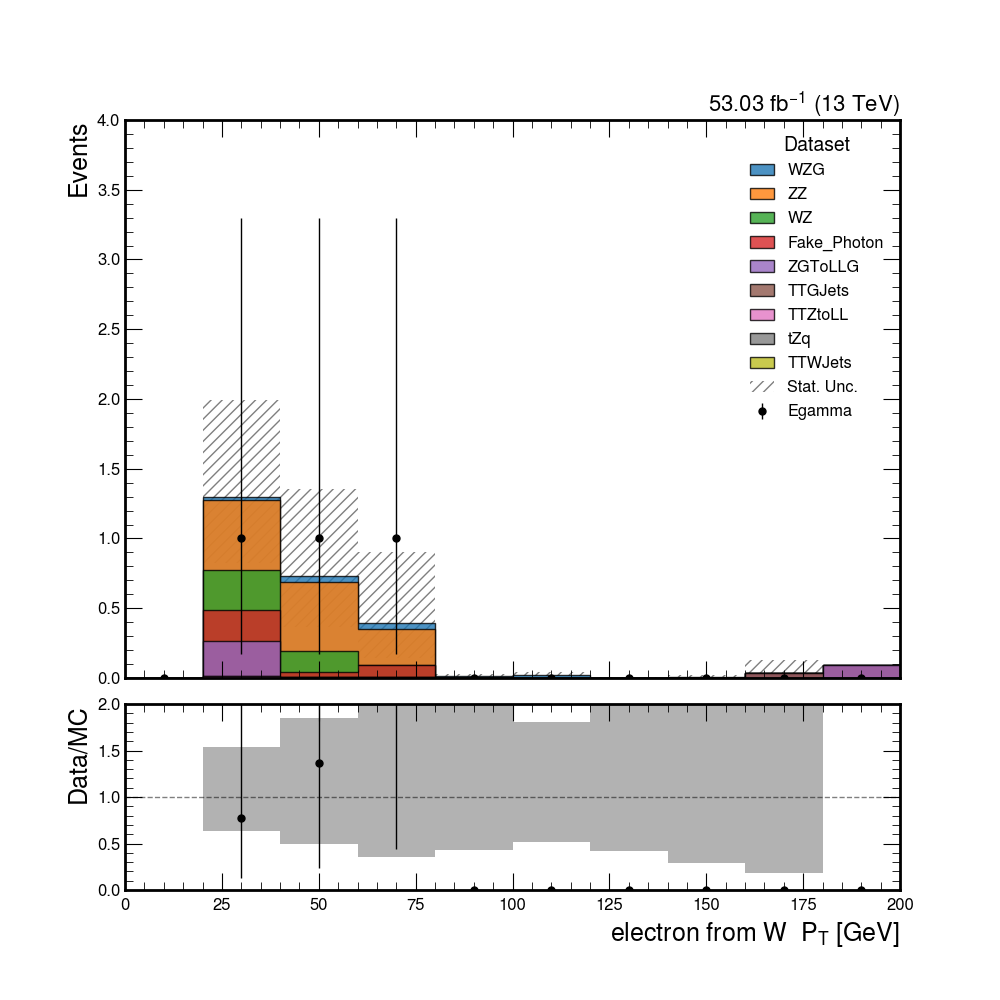 53.03 fb⁻¹ (13 TeV)
Events
4.0
3.5
3.0
2.5
2.0
1.5
1.0
0.5
0.0
Dataset
WZG
ZZ
WZ
Fake_Photon
ZGToLLG
TTGJets
TTZtoLL
tZq
TTWJets
Stat. Unc.
Egamma
Data/MC
2.0
1.5
1.0
0.5
0.0
0 25 50 75 100 125 150 175 200
electron from W P_T [GeV]